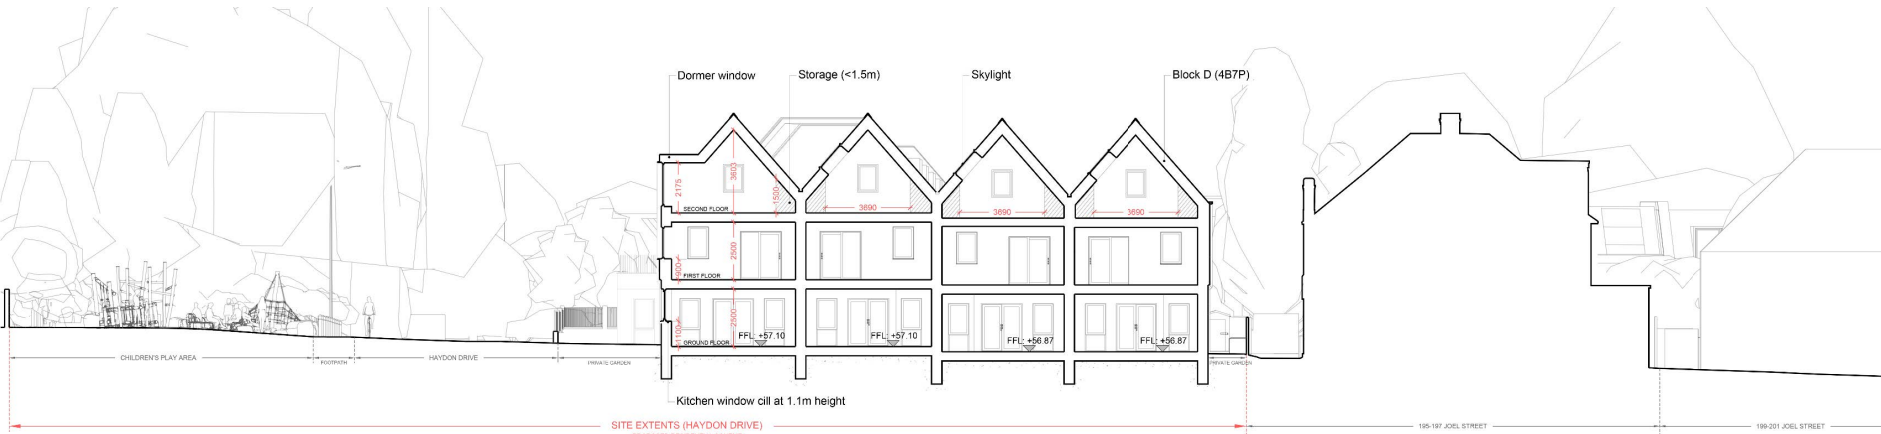 Dormer window
Storage (<1.5m)
Skylight
Block D (4B7P)
2175
SECOND FLOOR
3603
1500
3690
3690
3690
900
FIRST FLOOR
2500
1100
GROUND FLOOR
2500
FFL: +57.10
FFL: +57.10
FFL: +56.87
FFL: +56.87
CHILDREN'S PLAY AREA
FOOTPATH
HAYDON DRIVE
PRIVATE GARDEN
PRIVATE GARDEN
Kitchen window cill at 1.1m height
SITE EXTENTS (HAYDON DRIVE)
195-197 JOEL STREET
199-201 JOEL STREET